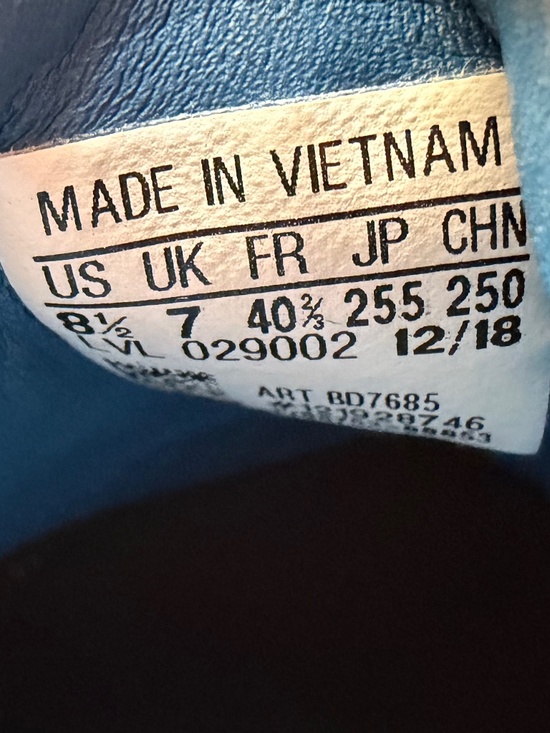 MADE IN VIETNAM
US UK FR JP CHN
8½ 7 40⅔ 255 250
LVL 029002 12/18
ART BD7685